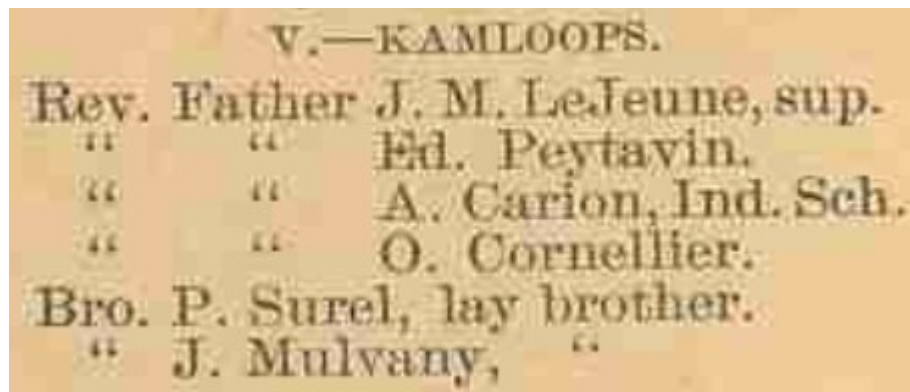 V.—KAMLOOPS.
Rev. Father J. M. LeJeune, sup.
“ “ Ed. Peytavin.
“ “ A. Carion, Ind. Sch.
“ “ O. Cornellier.
Bro. P. Surel, lay brother.
“ J. Mulvany, “